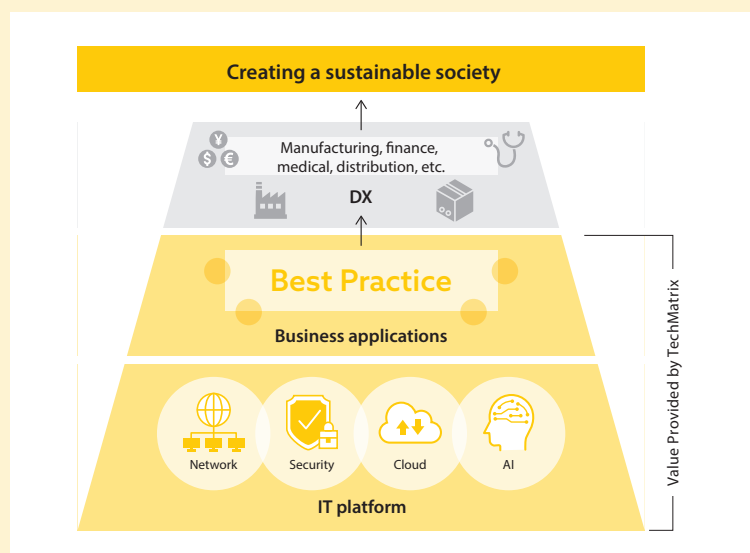 Creating a sustainable society
¥
$ €
Manufacturing, finance,
medical, distribution, etc.
DX
Best Practice
Business applications
Network
Security
Cloud
AI
IT platform
Value Provided by TechMatrix